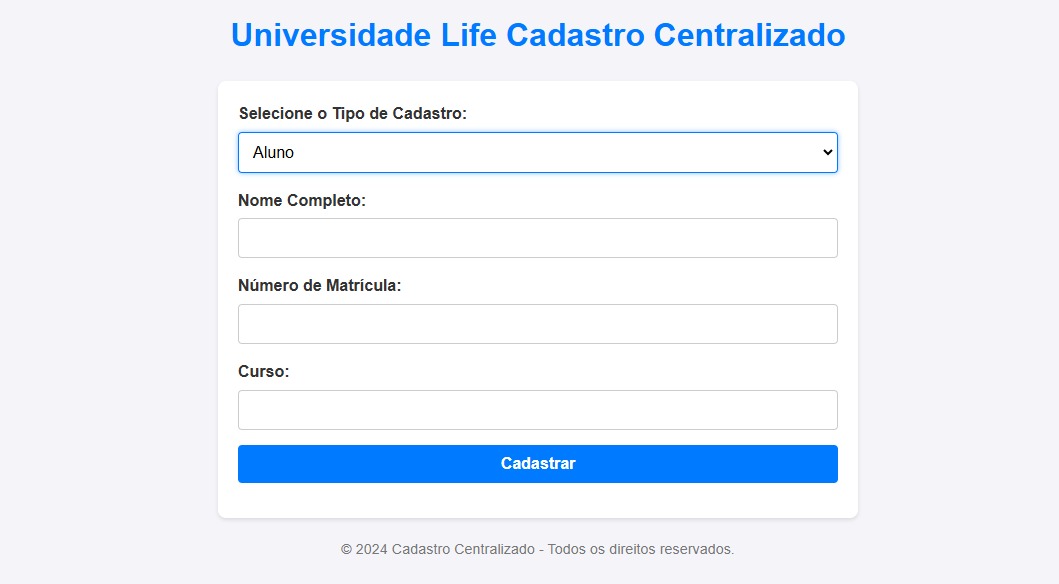 Universidade Life Cadastro Centralizado
Selecione o Tipo de Cadastro:
Aluno
Nome Completo:
Número de Matrícula:
Curso:
Cadastrar
© 2024 Cadastro Centralizado - Todos os direitos reservados.